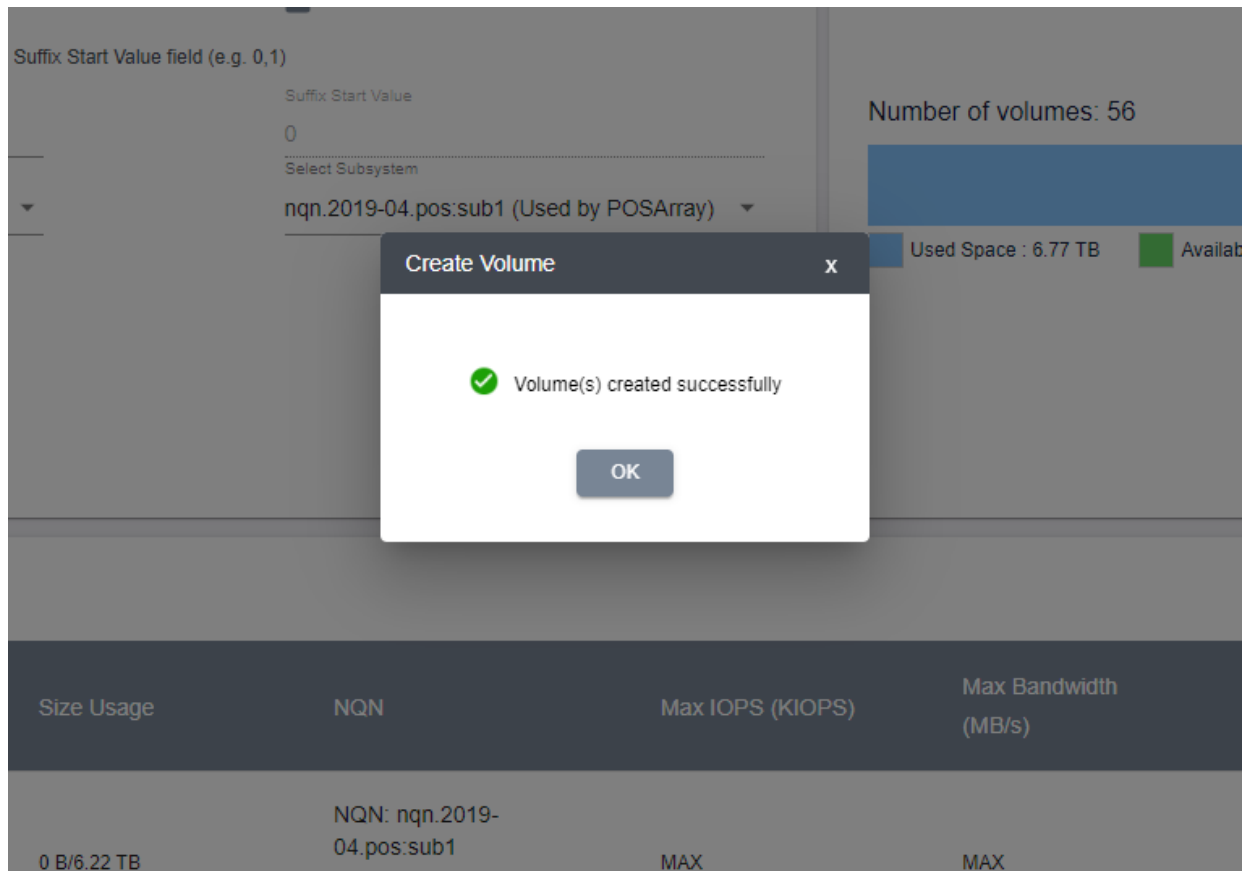 Suffix Start Value field (e.g. 0,1)
Suffix Start Value
0
Select Subsystem
nqn.2019-04.pos:sub1 (Used by POSArray)
Number of volumes: 56
Used Space : 6.77 TB
Create Volume
x
Volume(s) created successfully
OK
Size Usage
NQN
Max IOPS (KIOPS)
Max Bandwidth
(MB/s)
0 B/6.22 TB
NQN: nqn.2019-
04.pos:sub1
MAX
MAX